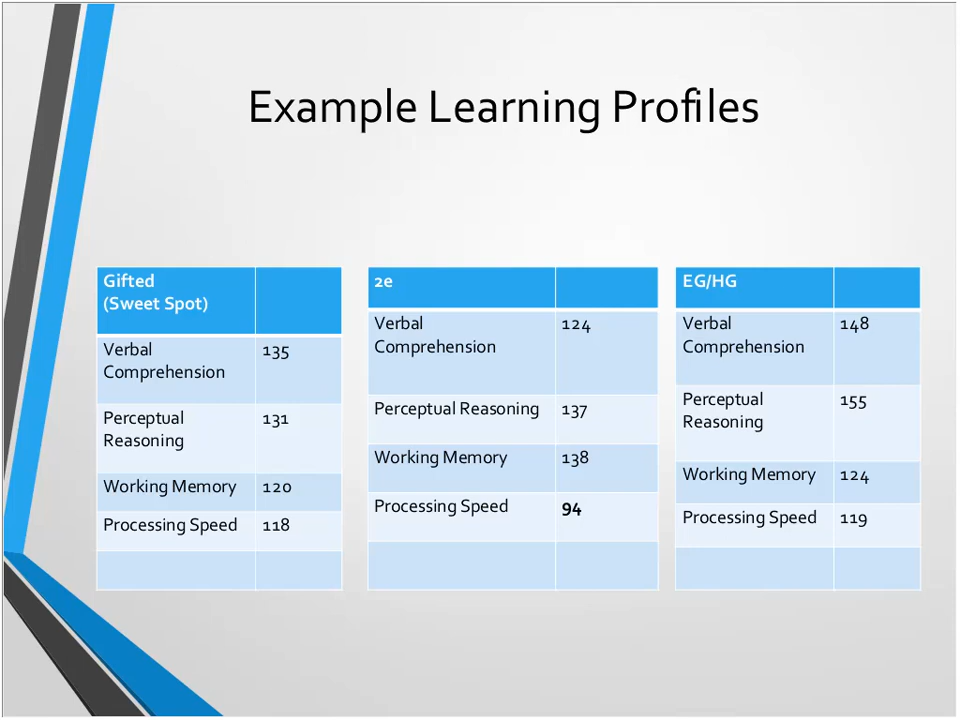 Example Learning Profiles
Gifted
(Sweet Spot)
Verbal
Comprehension
135
Perceptual
Reasoning
131
Working Memory
120
Processing Speed
118
2e
Verbal
Comprehension
124
Perceptual Reasoning
137
Working Memory
138
Processing Speed
94
EG/HG
Verbal
Comprehension
148
Perceptual
Reasoning
155
Working Memory
124
Processing Speed
119